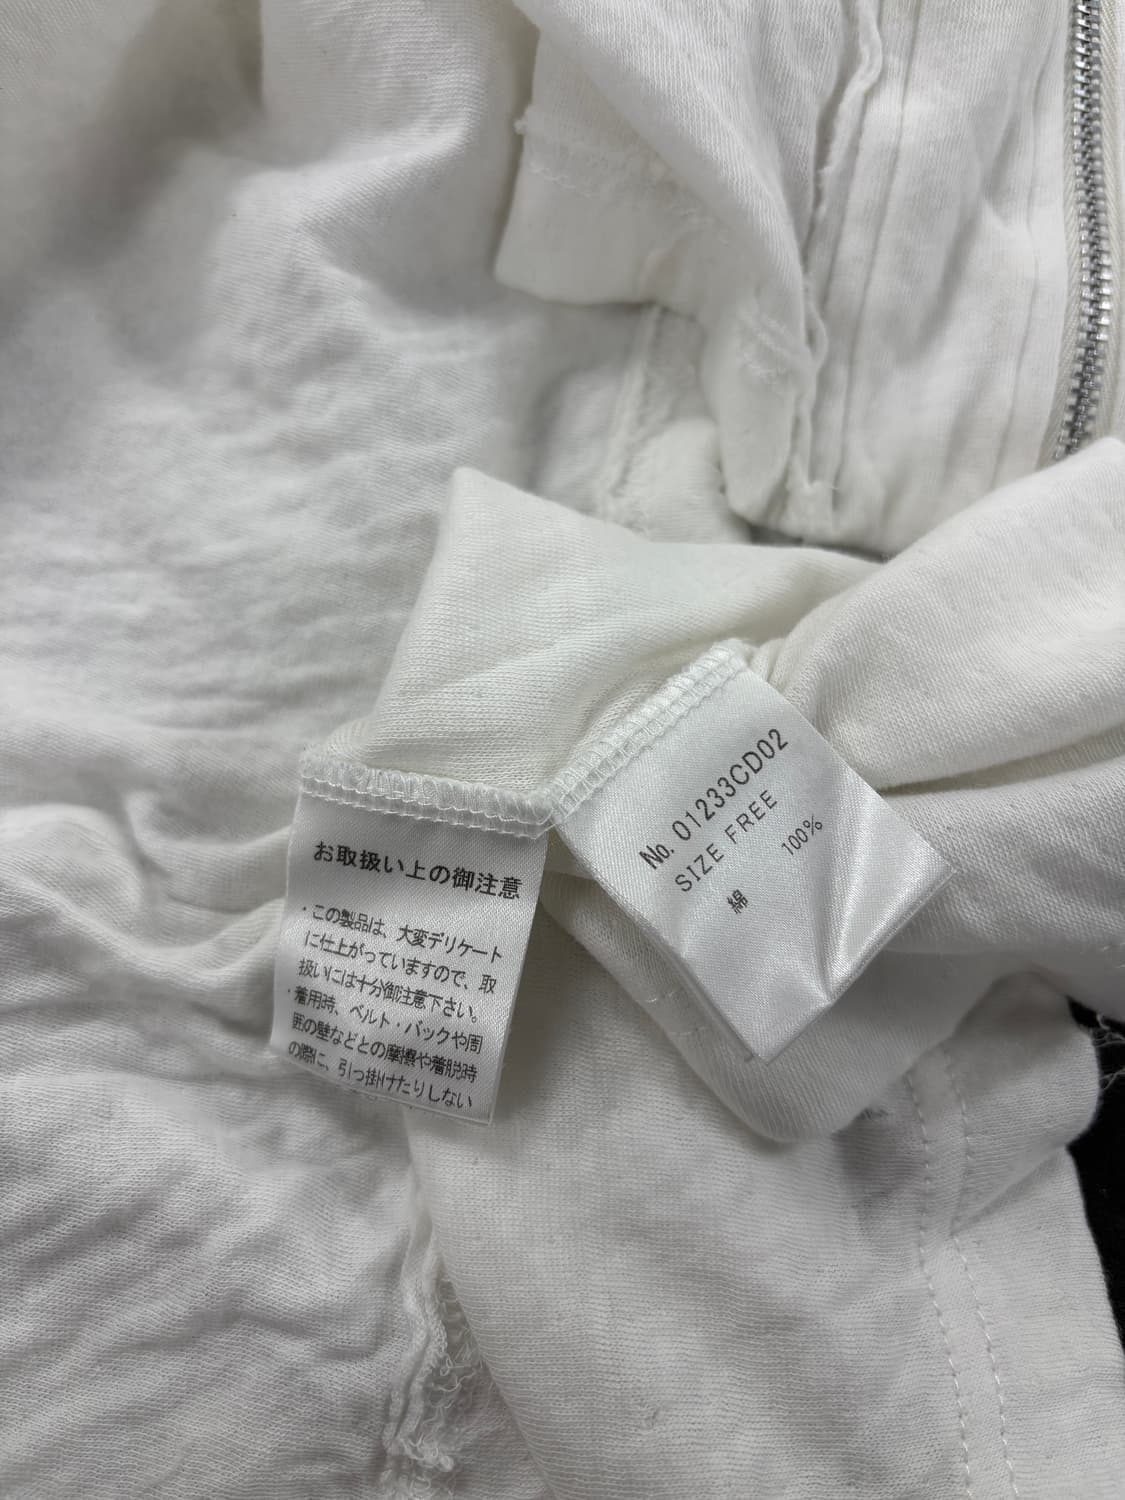 お取扱い上の御注意
・この製品は、大変デリケート
に仕上がっていますので、取
扱いには十分御注意下さい。
・着用時、ベルト・バックや周
囲の壁などとの摩擦や着脱時
の際に、引っ掛けたりしない
No. 01233CD02
SIZE FREE
綿 100%